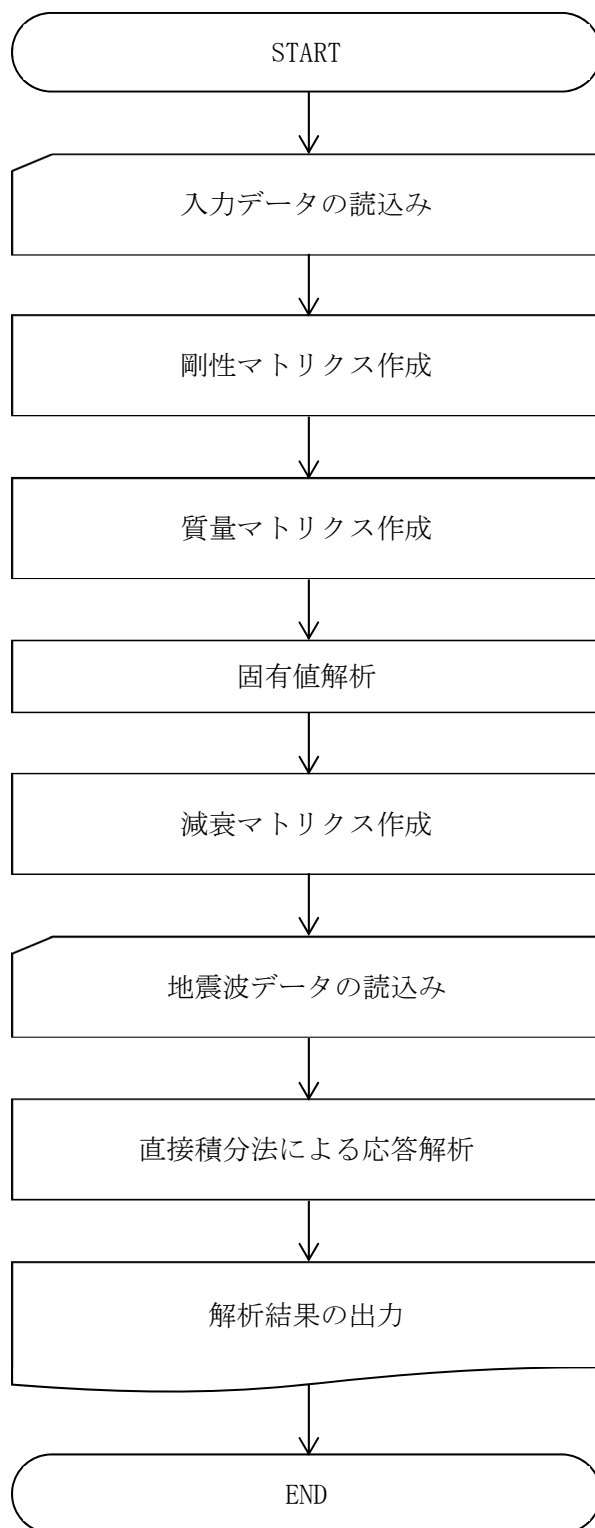 START
入力データの読込み
剛性マトリクス作成
質量マトリクス作成
固有値解析
減衰マトリクス作成
地震波データの読込み
直接積分法による応答解析
解析結果の出力
END